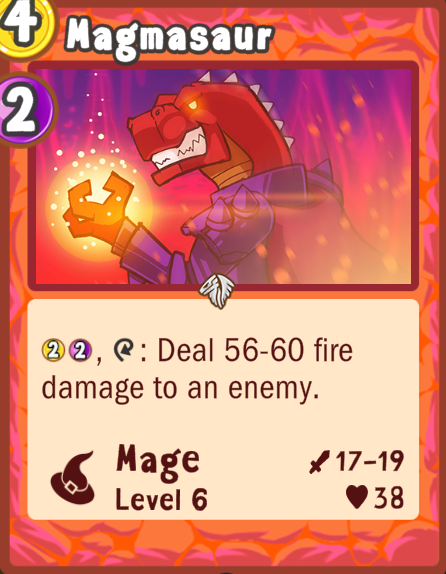 4
Magmasaur
2
2 2, : Deal 56-60 fire
damage to an enemy.
Mage
17-19
Level 6
38